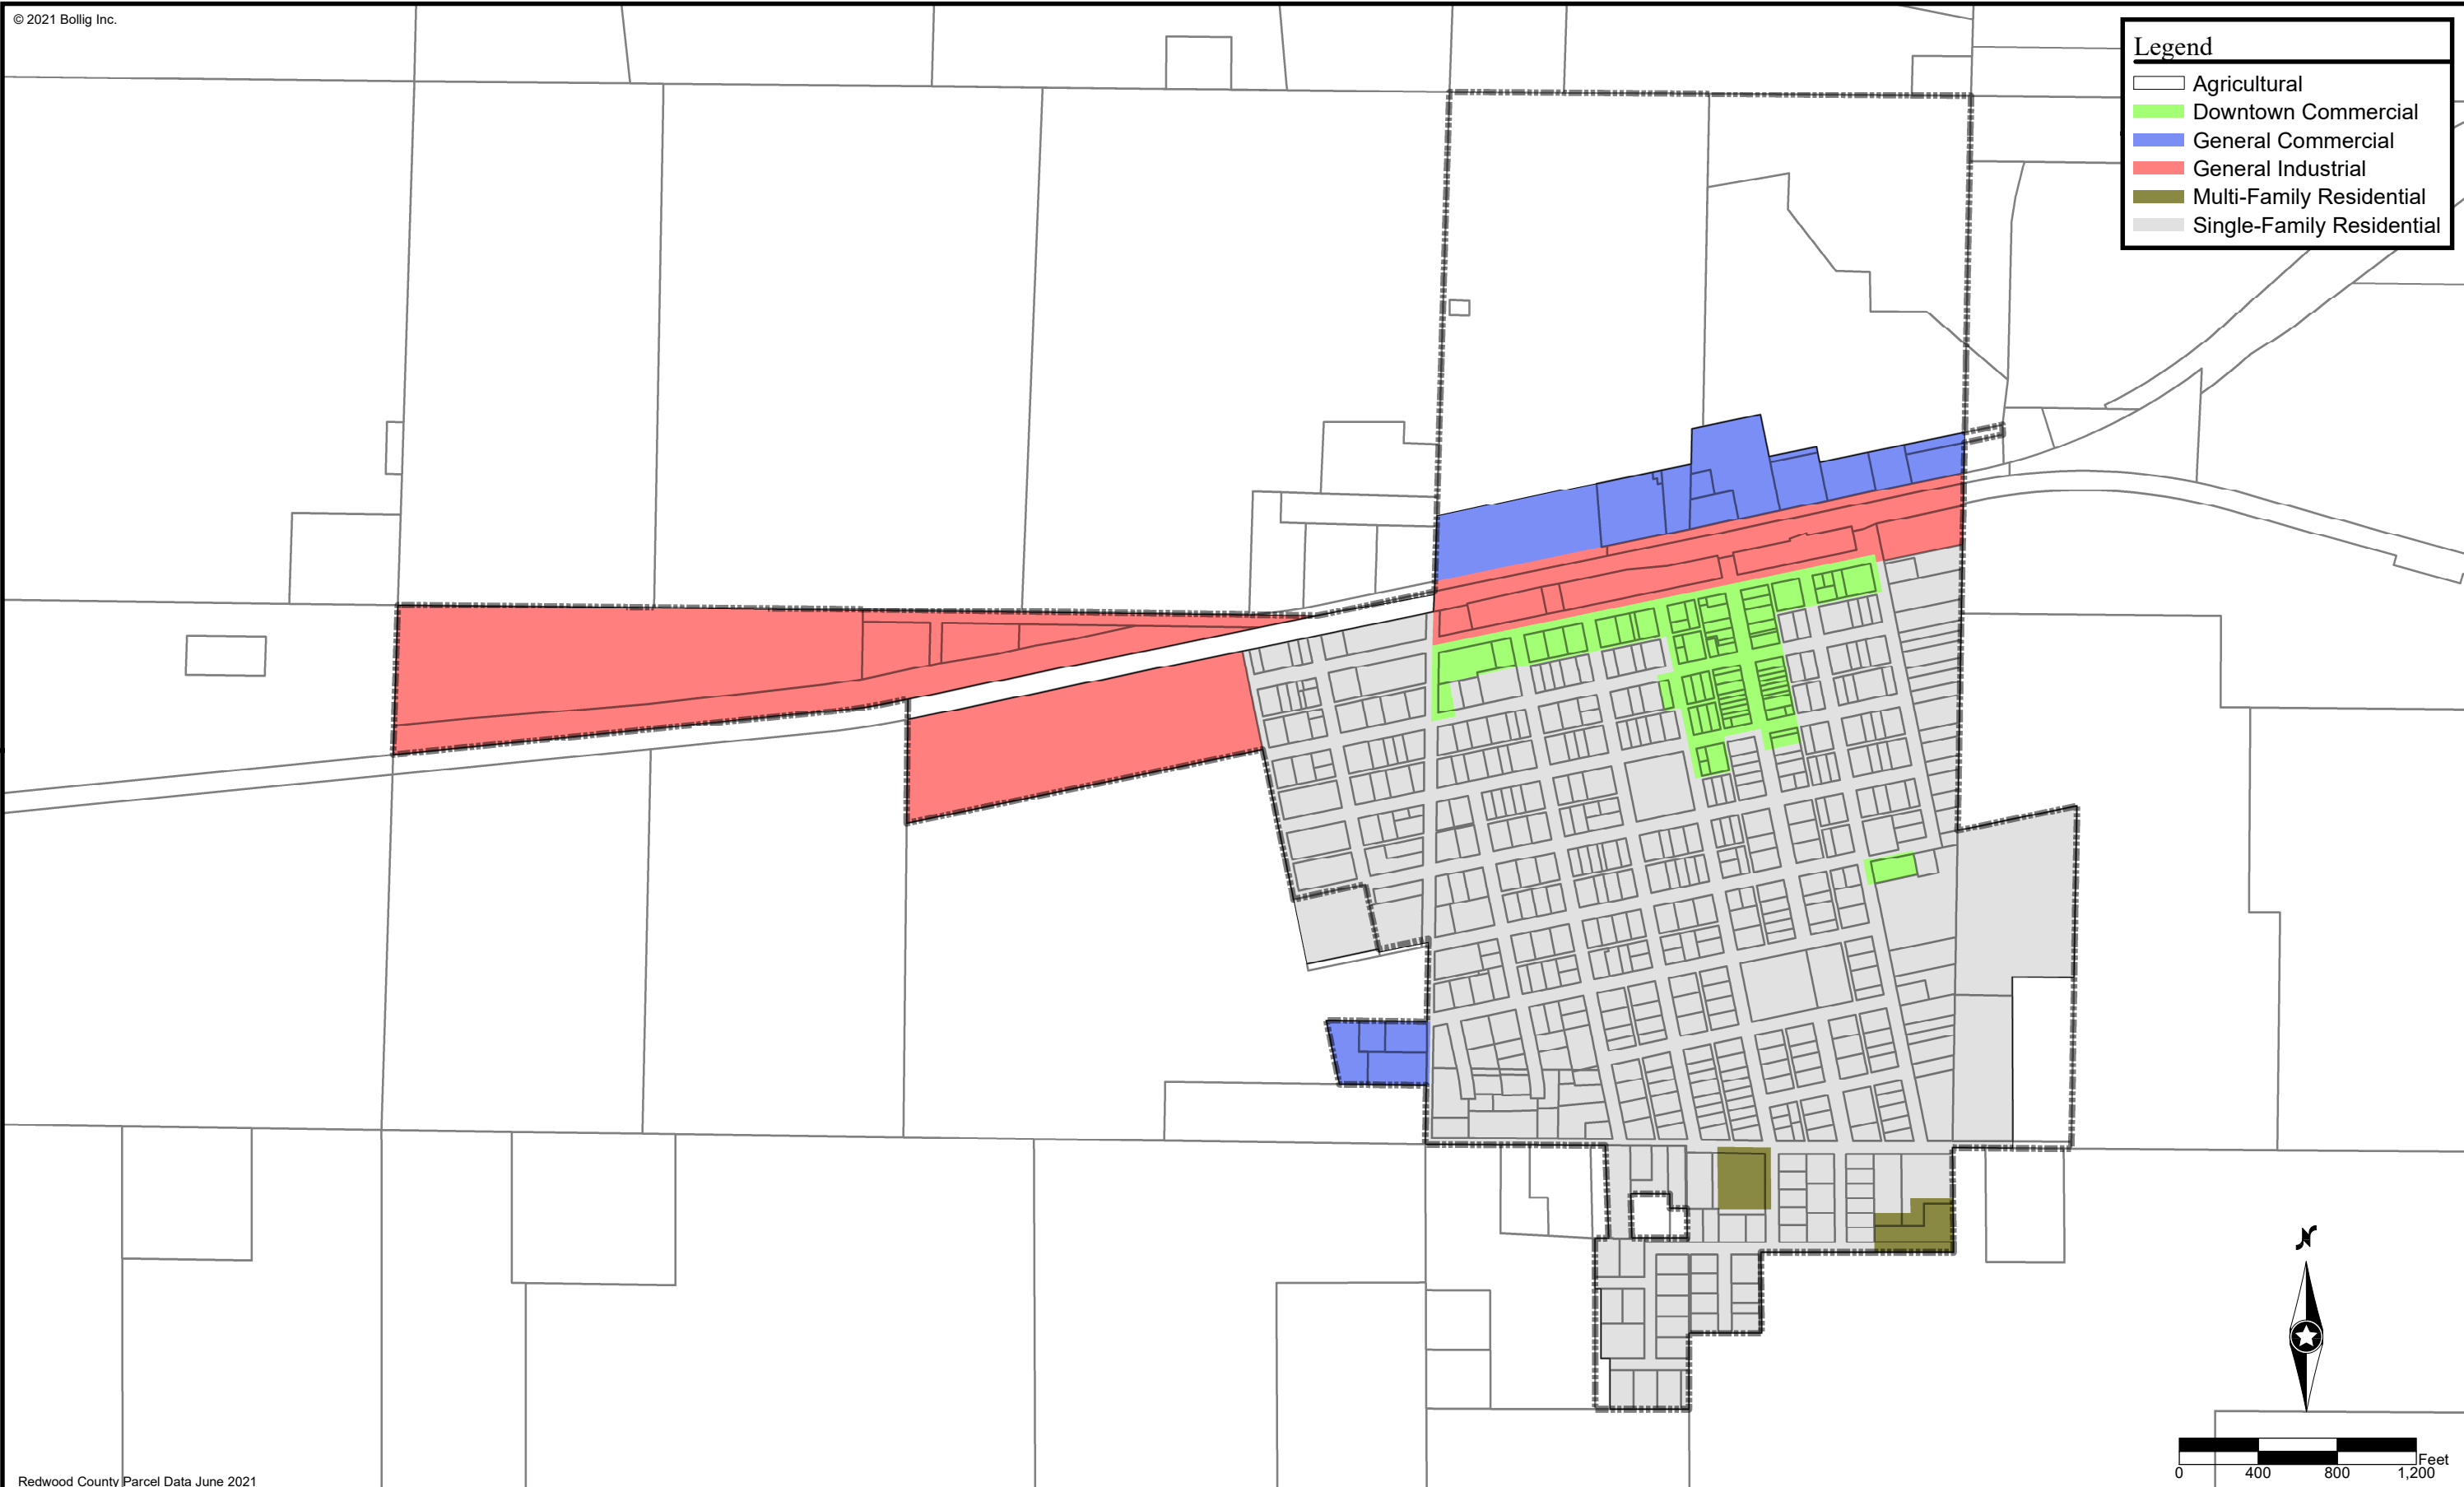 © 2021 Bollig Inc.
Legend
Agricultural
Downtown Commercial
General Commercial
General Industrial
Multi-Family Residential
Single-Family Residential
N
Feet
0 400 800 1,200
Redwood County Parcel Data June 2021